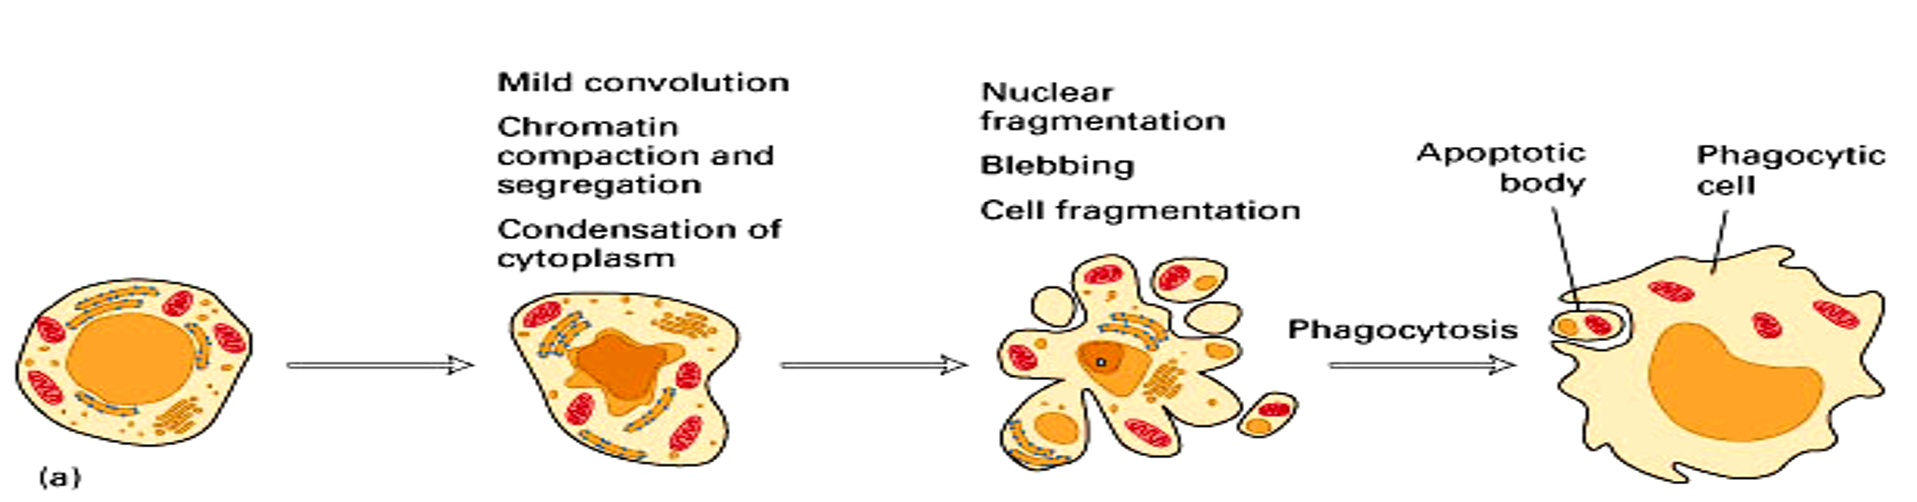 Mild convolution
Chromatin
compaction and
segregation
Condensation of
cytoplasm
Nuclear
fragmentation
Blebbing
Cell fragmentation
Phagocytosis
Apoptotic
body
Phagocytic
cell
(a)